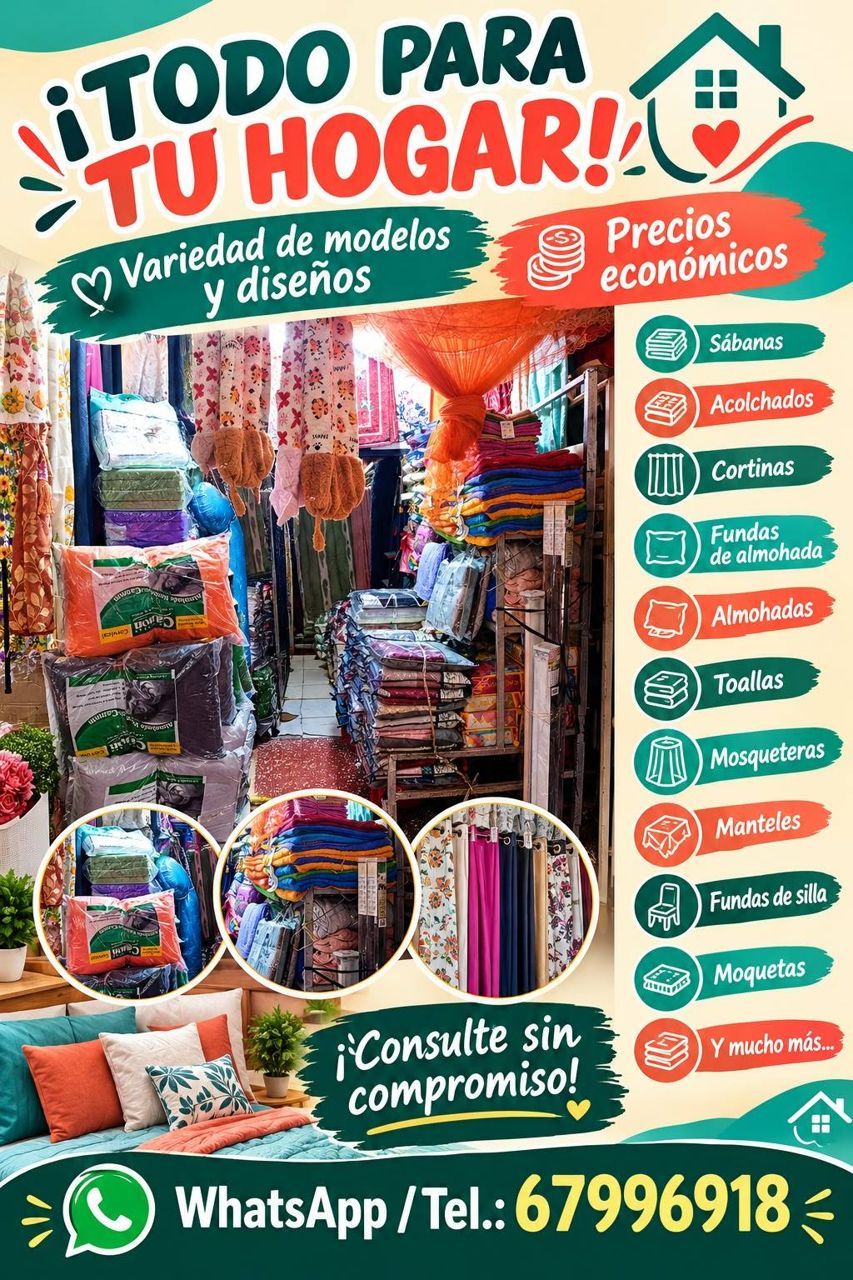 ¡TODO PARA
TU HOGAR!
Variedad de modelos
y diseños
Precios
económicos
Sábanas
Acolchados
Cortinas
Fundas
de almohada
Almohadas
Toallas
Mosqueteras
Manteles
Fundas de silla
Moquetas
Y mucho más...
¡Consulte sin
compromiso!
WhatsApp / Tel.: 67996918